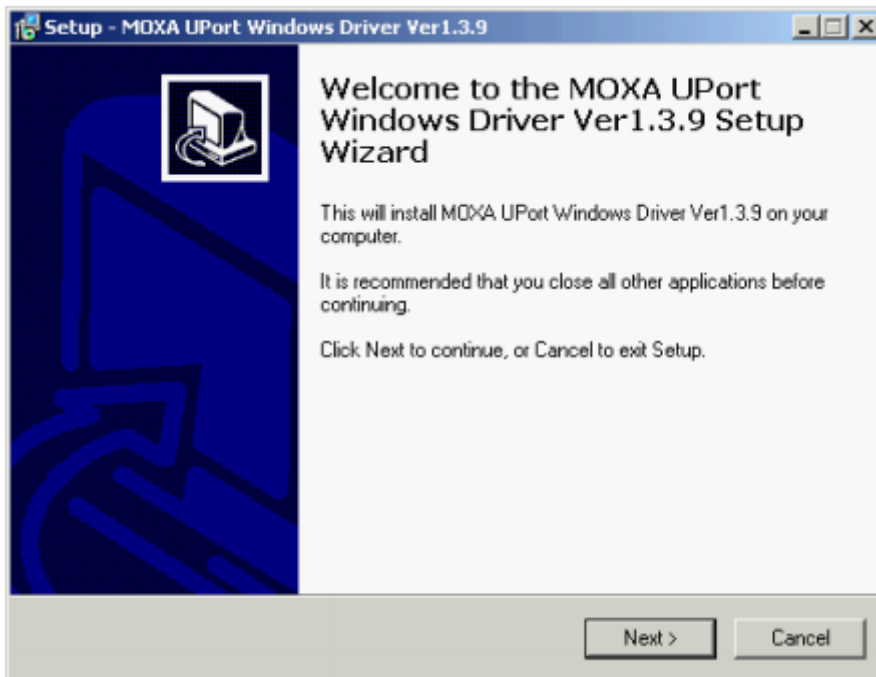 Setup - MOXA UPort Windows Driver Ver1.3.9
Welcome to the MOXA UPort
Windows Driver Ver1.3.9 Setup
Wizard
This will install MOXA UPort Windows Driver Ver1.3.9 on your
computer.
It is recommended that you close all other applications before
continuing.
Click Next to continue, or Cancel to exit Setup.
Next >
Cancel